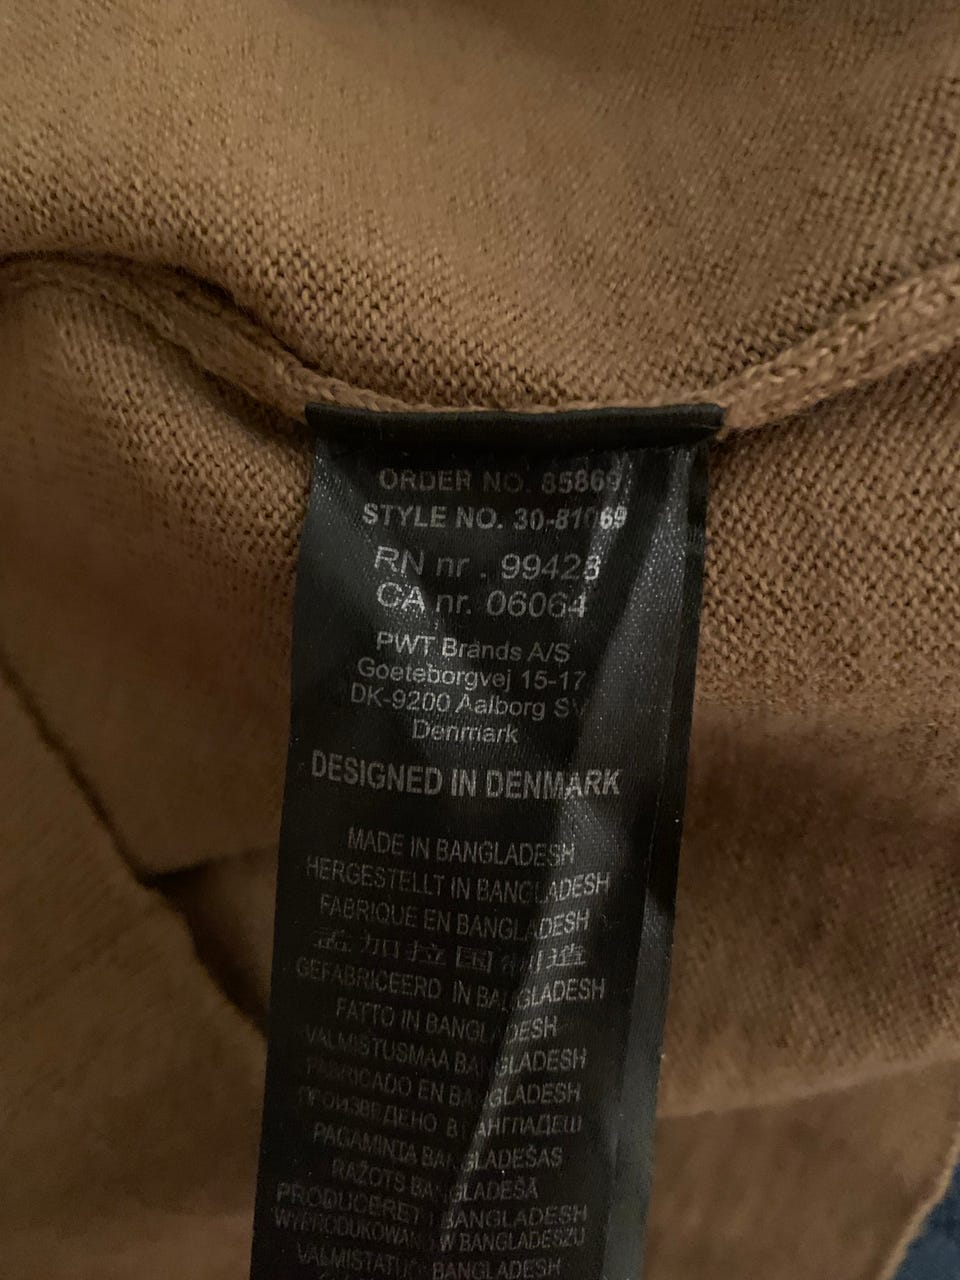 ORDER NO. 85869
STYLE NO. 30-81069
RN nr . 99423
CA nr. 06064
PWT Brands A/S
Goeteborgvej 15-17
DK-9200 Aalborg SV
Denmark
DESIGNED IN DENMARK
MADE IN BANGLADESH
HERGESTELLT IN BANGLADESH
FABRIQUE EN BANGLADESH
孟加拉国制造
GEFABRICEERD IN BANGLADESH
FATTO IN BANGLADESH
VALMISTUSMAA BANGLADESH
FABRICADO EN BANGLADESH
ПРОИЗВЕДЕНО В БАНГЛАДЕШ
PAGAMINTA BANGLADEŠAS
RAŽOTS BANGLADEŠĀ
PRODUCERET I BANGLADESH
WYPRODUKOWANO W BANGLADESZU
VALMISTATUD BANGLADESH